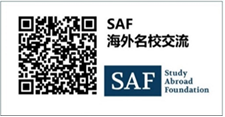 SAF
海外名校交流
SAF
Study
Abroad
Foundation